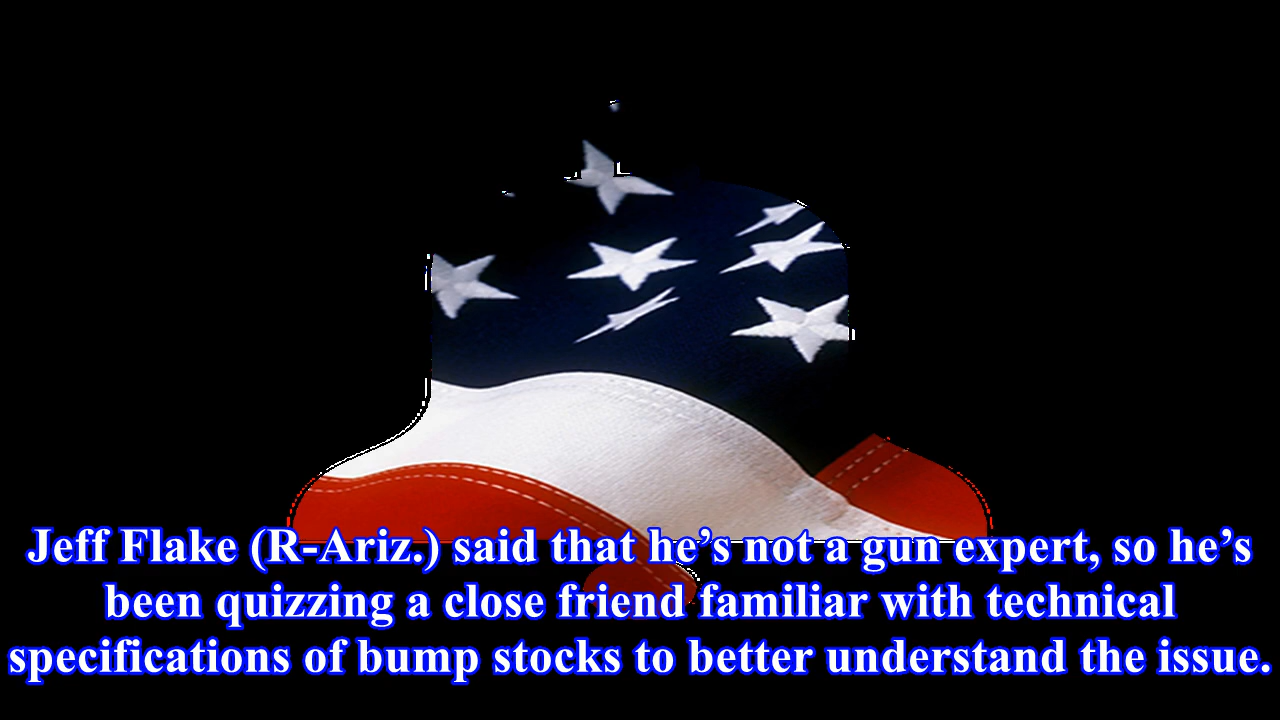 Jeff Flake (R-Ariz.) said that he’s not a gun expert, so he’s
been quizzing a close friend familiar with technical
specifications of bump stocks to better understand the issue.